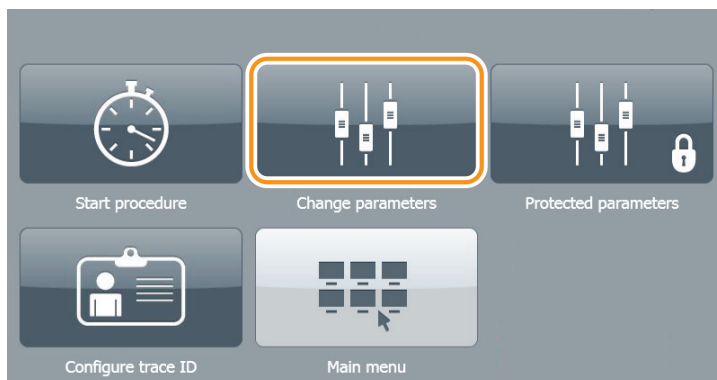 Start procedure
Change parameters
Protected parameters
Configure trace ID
Main menu